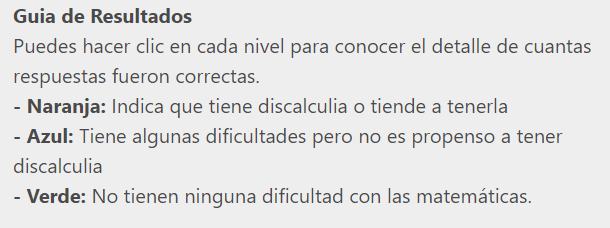 Guia de Resultados
Puedes hacer clic en cada nivel para conocer el detalle de cuantas
respuestas fueron correctas.
- Naranja: Indica que tiene discalculia o tiende a tenerla
- Azul: Tiene algunas dificultades pero no es propenso a tener
discalculia
- Verde: No tienen ninguna dificultad con las matemáticas.